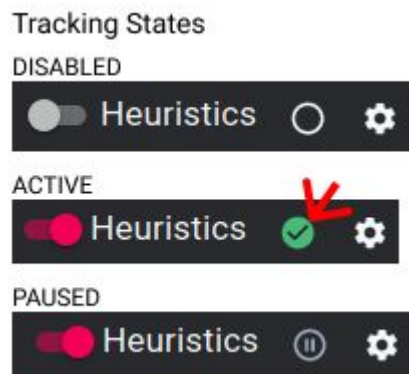 Tracking States
DISABLED
Heuristics
ACTIVE
Heuristics
PAUSED
Heuristics